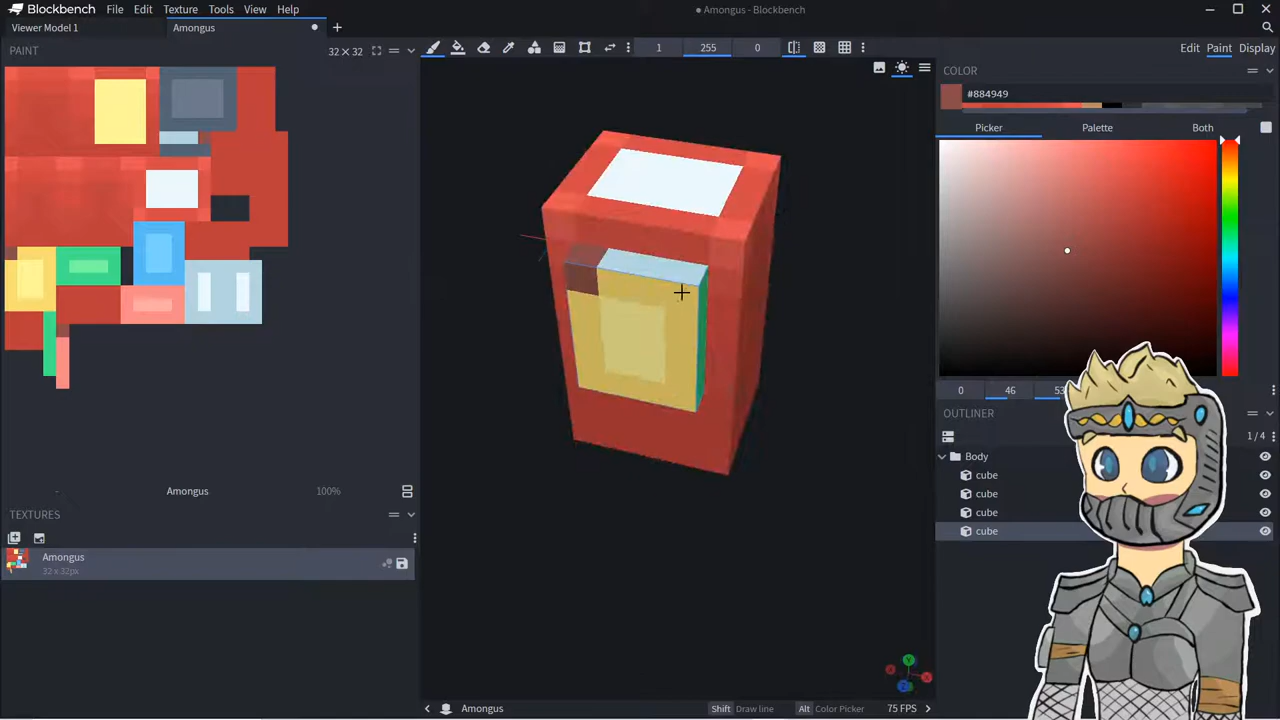 Blockbench File Edit Texture Tools View Help
• Amongus - Blockbench
Viewer Model 1
Amongus
PAINT
32 × 32
1 255 0
Edit Paint Display
COLOR
#884949
Picker Palette Both
0 46
OUTLINER
1/4
Body
cube
cube
cube
cube
- Amongus 100%
TEXTURES
Amongus
32 x 32px
Amongus
Shift Draw line Alt Color Picker 75 FPS